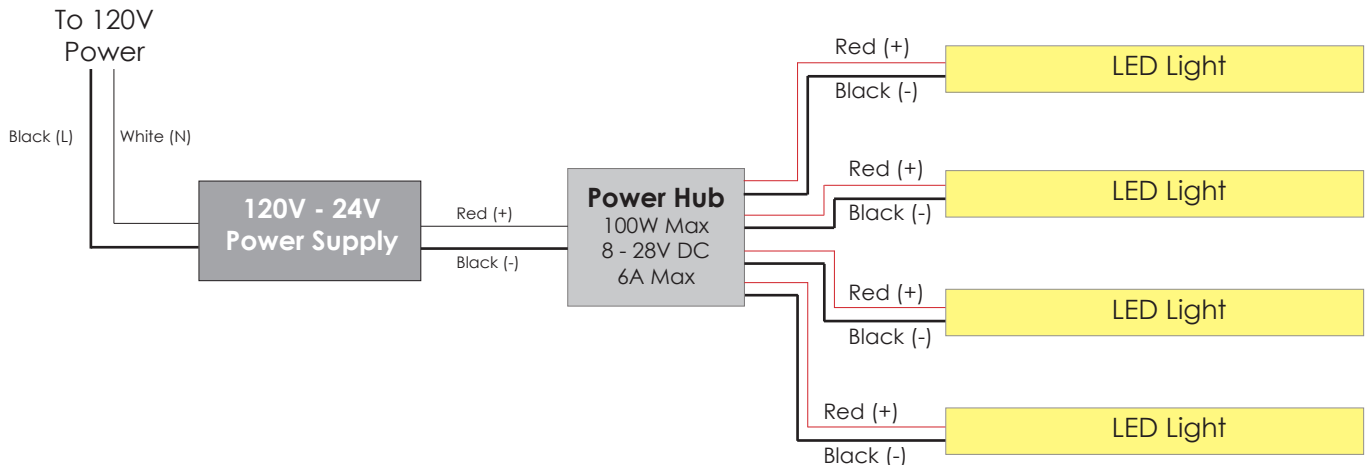 To 120V
Power
Black (L)
White (N)
120V - 24V
Power Supply
Red (+)
Black (-)
Power Hub
100W Max
8 - 28V DC
6A Max
Red (+)
Black (-)
LED Light
Red (+)
Black (-)
LED Light
Red (+)
Black (-)
LED Light
Red (+)
Black (-)
LED Light